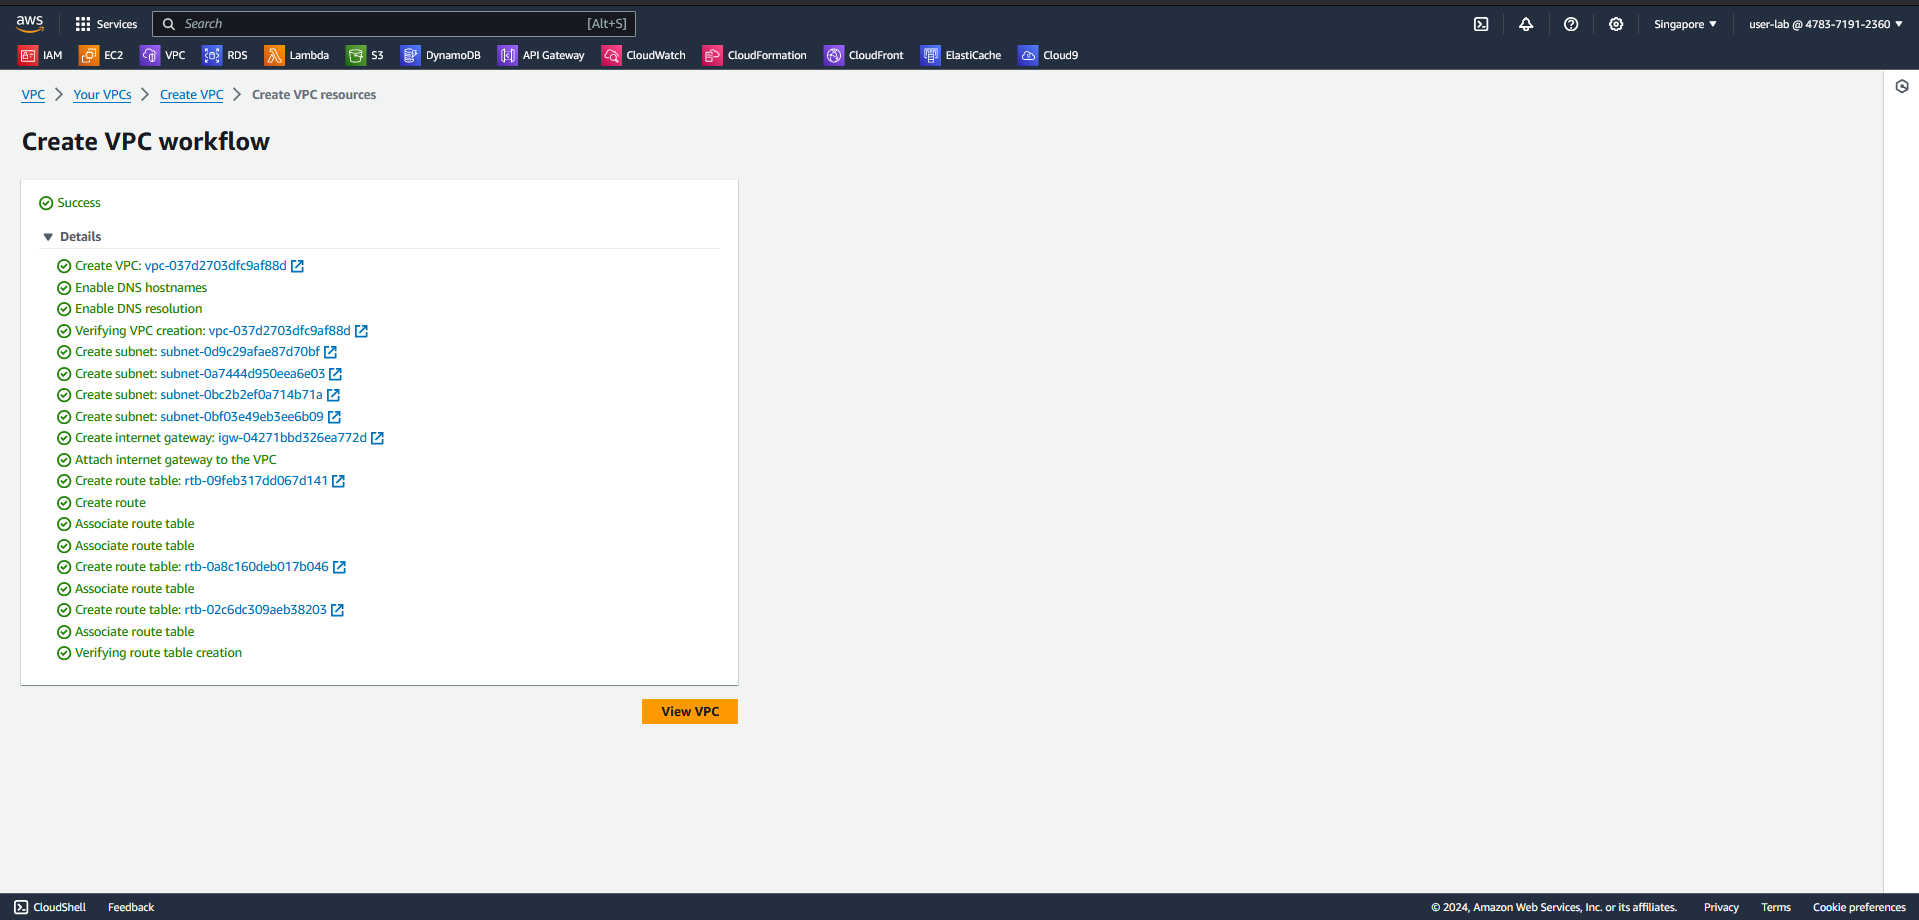 aws Services Search [Alt+S] Singapore ▼ user-lab @ 4783-7191-2360 ▼
IAM EC2 VPC RDS Lambda S3 DynamoDB API Gateway CloudWatch CloudFormation CloudFront ElastiCache Cloud9
VPC > Your VPCs > Create VPC > Create VPC resources
Create VPC workflow
Success
▼ Details
Create VPC: vpc-037d2703dfc9af88d
Enable DNS hostnames
Enable DNS resolution
Verifying VPC creation: vpc-037d2703dfc9af88d
Create subnet: subnet-0d9c29afae87d70bf
Create subnet: subnet-0a7444d950eea6e03
Create subnet: subnet-0bc2b2ef0a714b71a
Create subnet: subnet-0bf03e49eb3ee6b09
Create internet gateway: igw-04271bbd326ea772d
Attach internet gateway to the VPC
Create route table: rtb-09feb317dd067d141
Create route
Associate route table
Associate route table
Create route table: rtb-0a8c160deb017b046
Associate route table
Create route table: rtb-02c6dc309aeb38203
Associate route table
Verifying route table creation
View VPC
CloudShell Feedback © 2024, Amazon Web Services, Inc. or its affiliates. Privacy Terms Cookie preferences